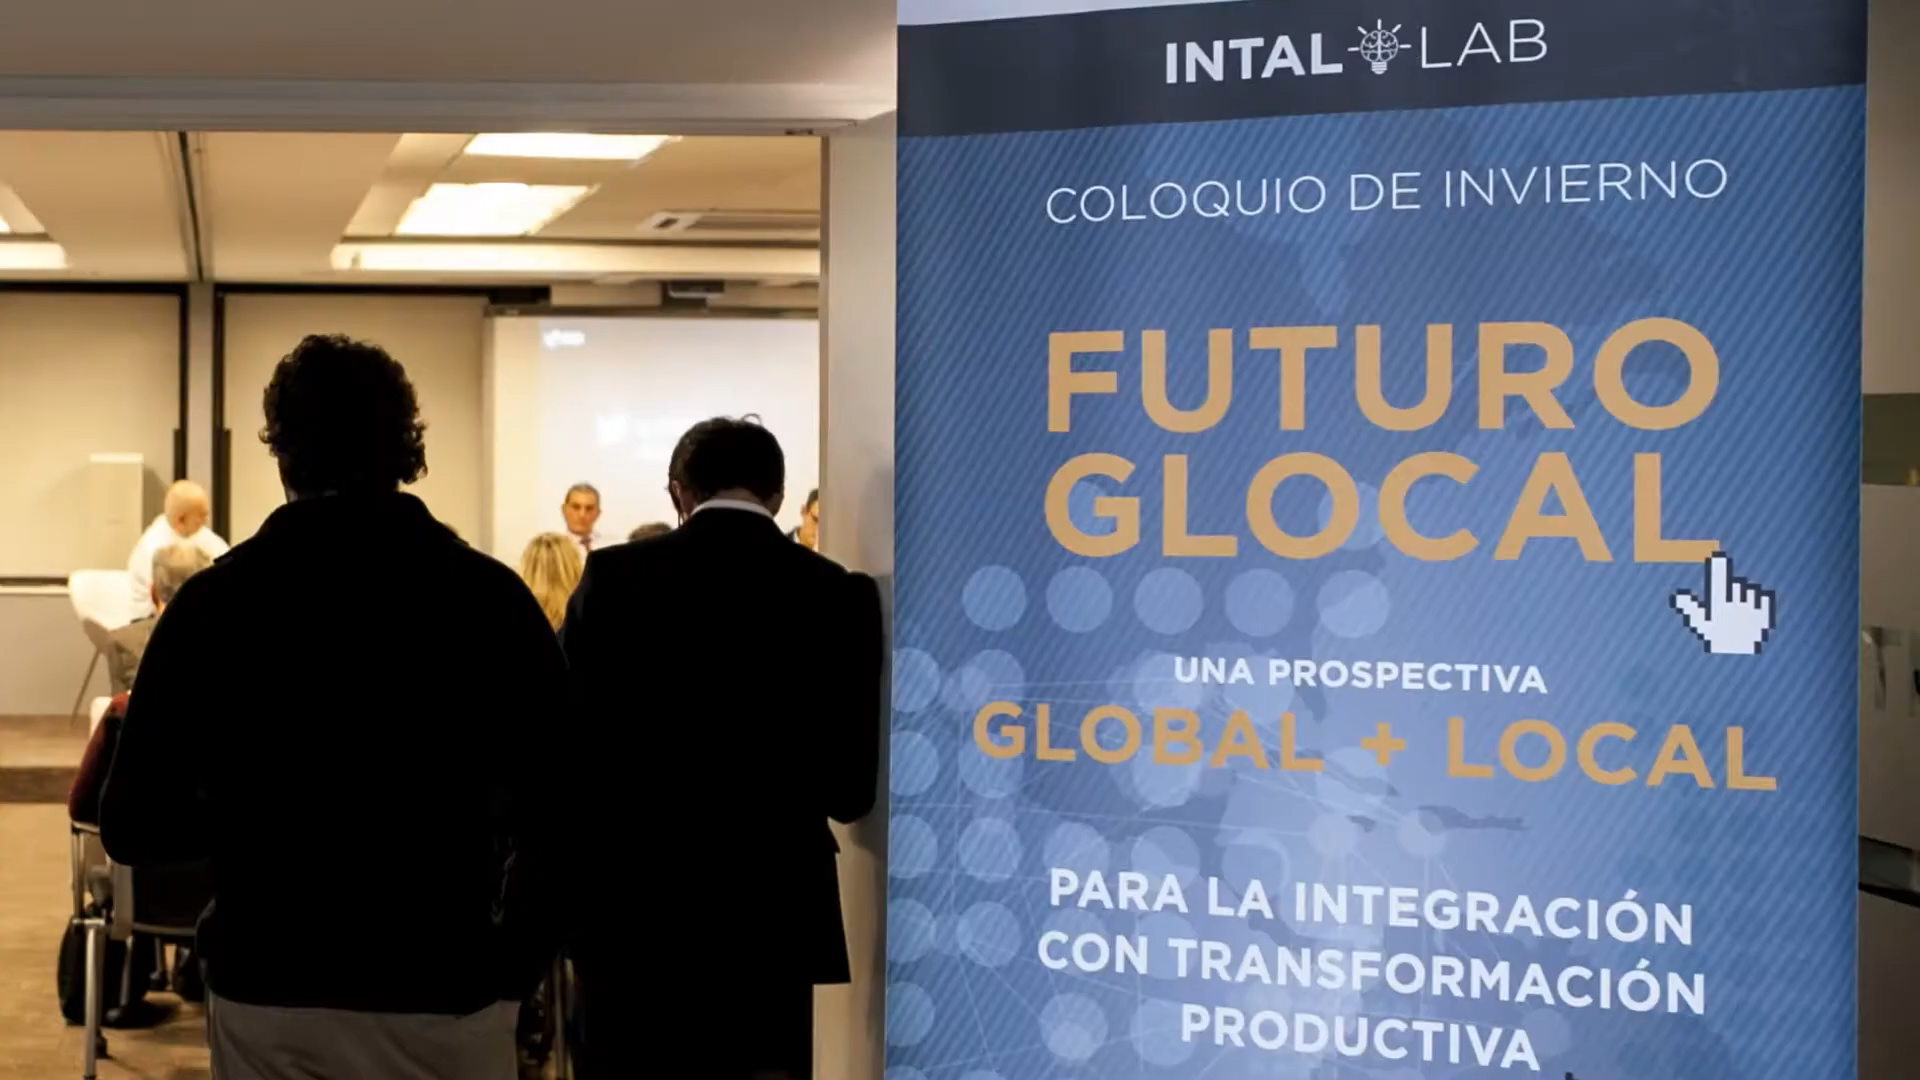 INTAL LAB
COLOQUIO DE INVIERNO
FUTURO
GLOCAL
UNA PROSPECTIVA
GLOBAL + LOCAL
PARA LA INTEGRACIÓN
CON TRANSFORMACIÓN
PRODUCTIVA